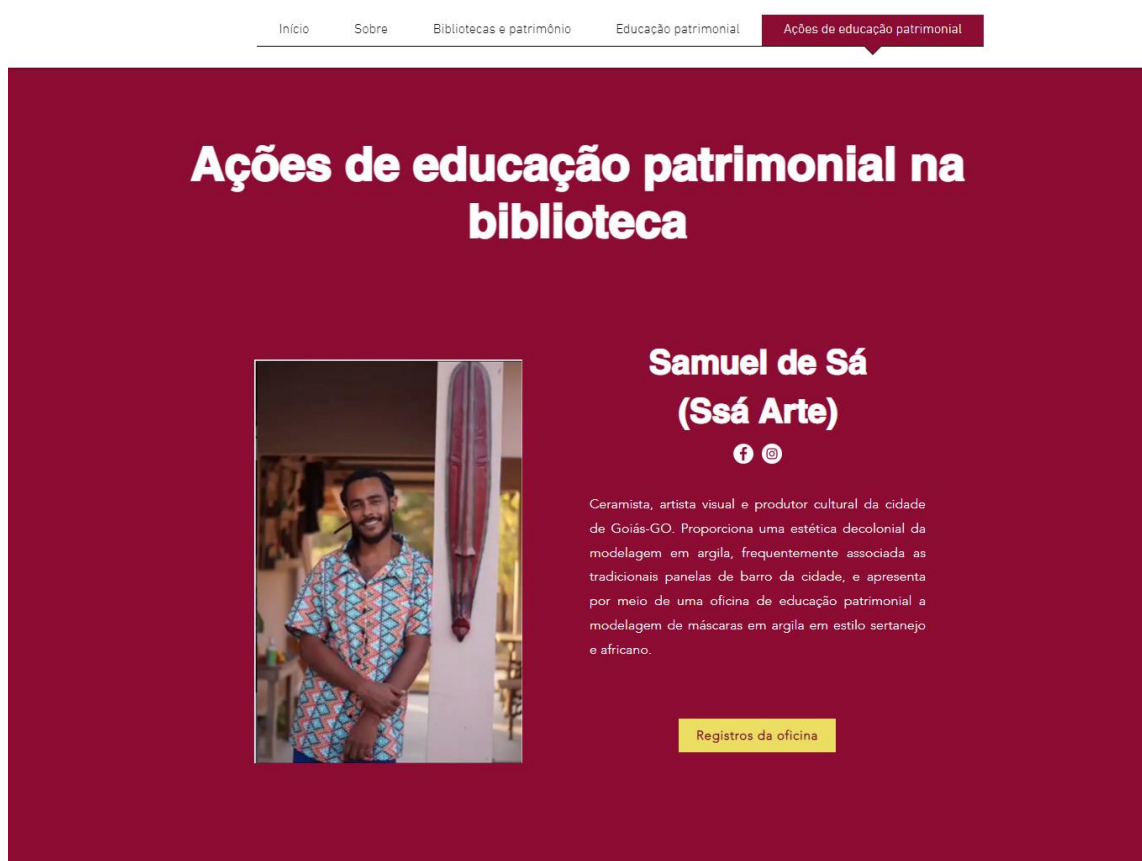 Início Sobre Bibliotecas e patrimônio Educação patrimonial Ações de educação patrimonial
Ações de educação patrimonial na
biblioteca
Samuel de Sá
(Ssá Arte)
Ceramista, artista visual e produtor cultural da cidade
de Goiás-GO. Proporciona uma estética decolonial da
modelagem em argila, frequentemente associada as
tradicionais panelas de barro da cidade, e apresenta
por meio de uma oficina de educação patrimonial a
modelagem de máscaras em argila em estilo sertanejo
e africano.
Registros da oficina